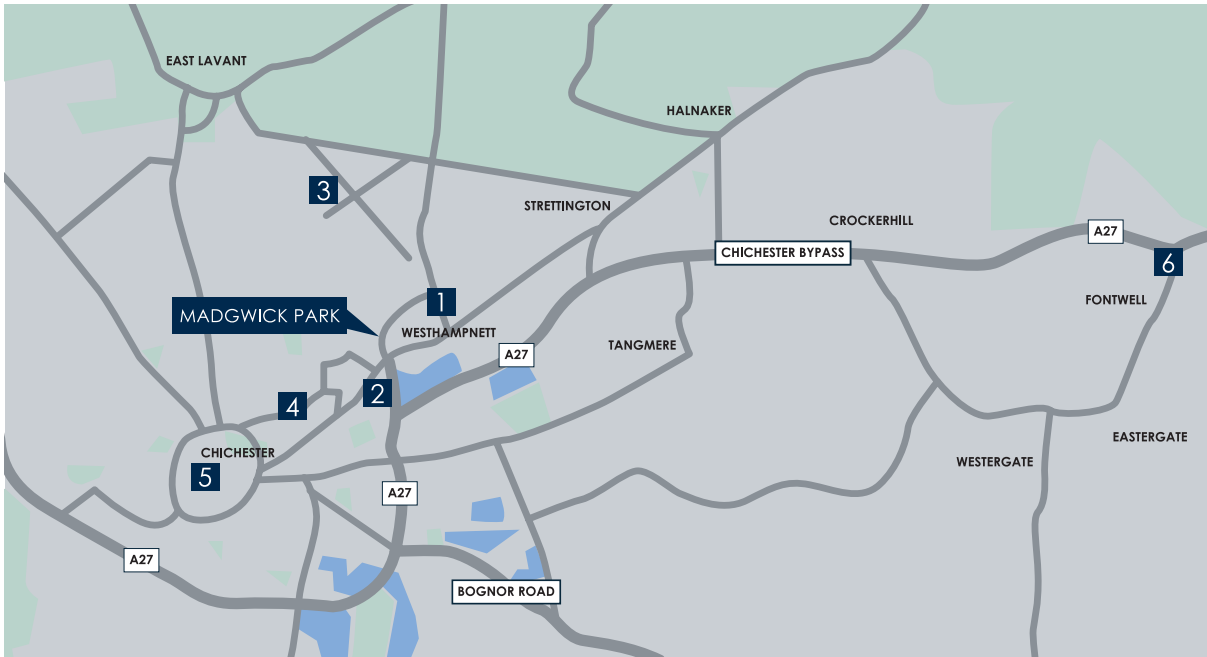 EAST LAVANT
HALNAKER
3
STRETTINGTON
CROCKERHILL
A27
CHICHESTER BYPASS
6
1
FONTWELL
MADGWICK PARK
WESTHAMPNETT
TANGMERE
A27
2
4
EASTERGATE
CHICHESTER
WESTERGATE
5
A27
A27
BOGNOR ROAD